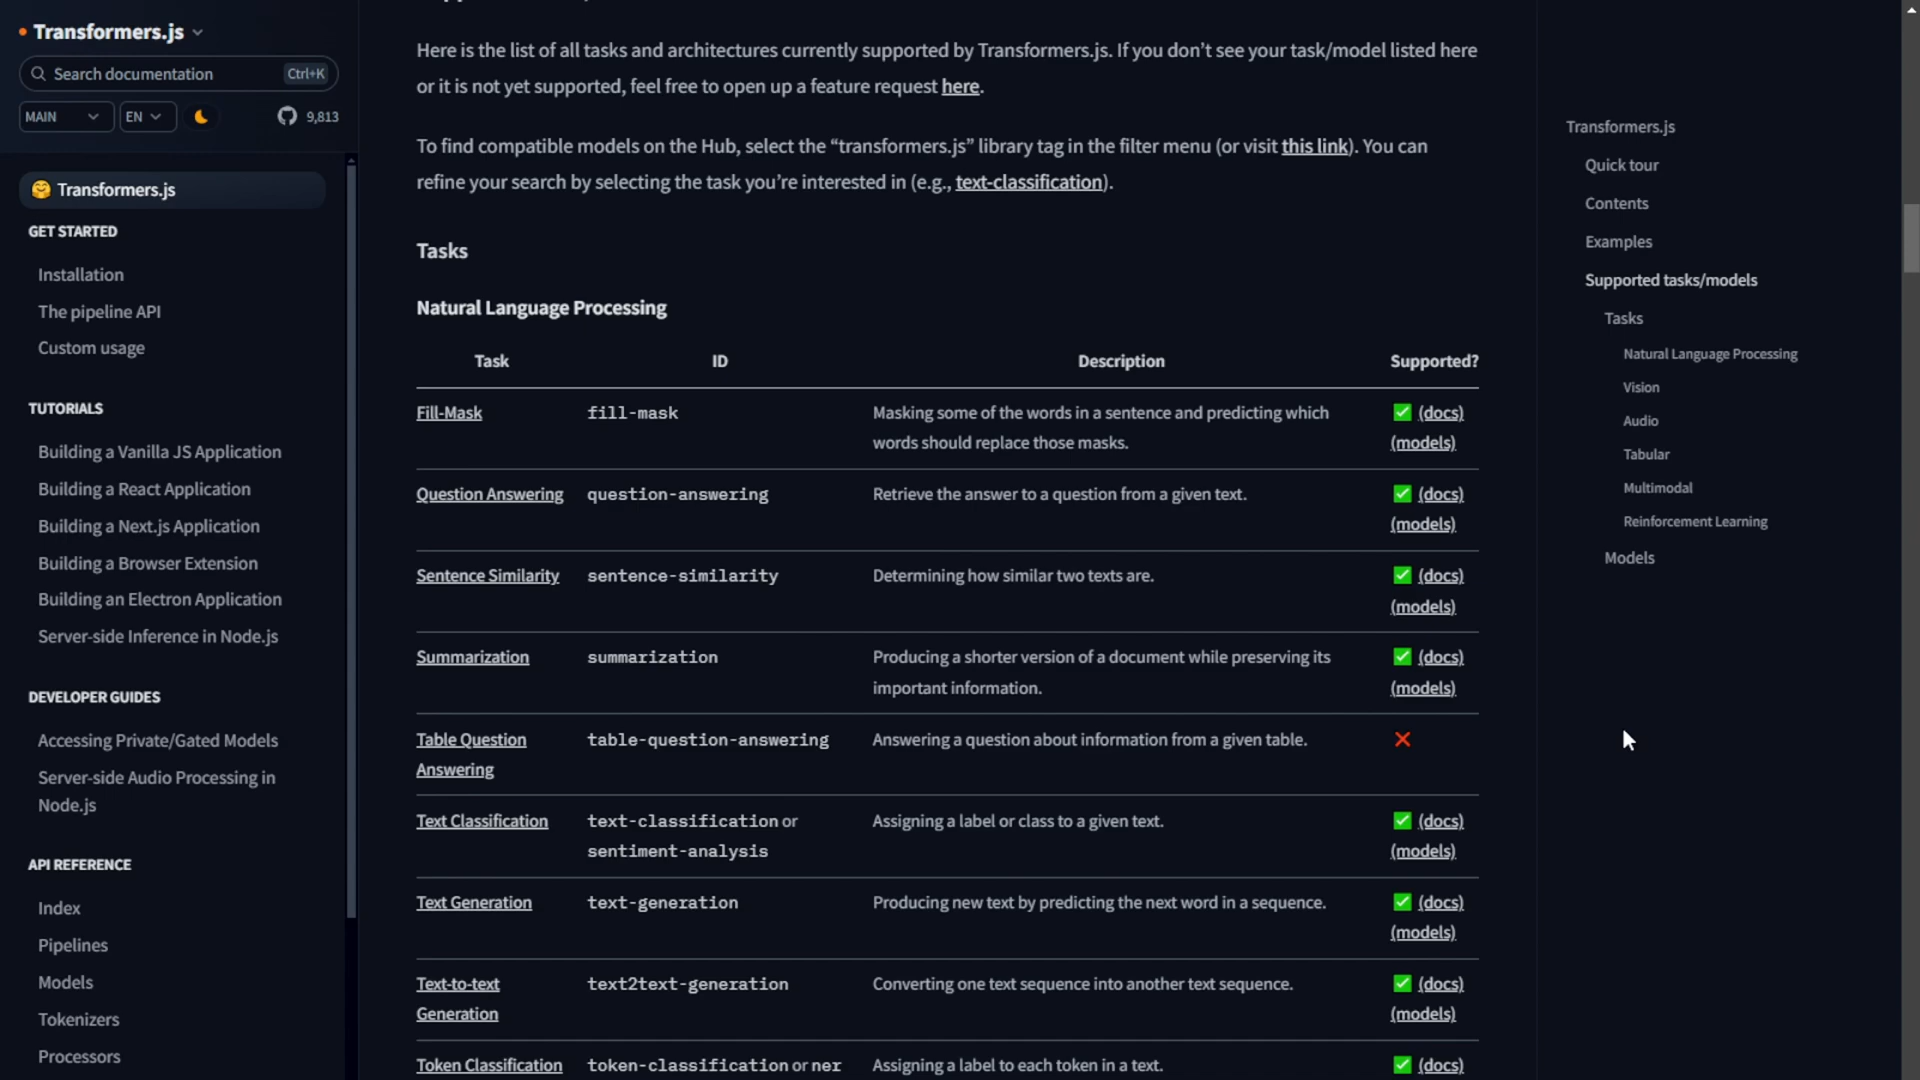 Transformers.js
Search documentation Ctrl+K
MAIN EN 9,813
Transformers.js
GET STARTED
Installation
The pipeline API
Custom usage
TUTORIALS
Building a Vanilla JS Application
Building a React Application
Building a Next.js Application
Building a Browser Extension
Building an Electron Application
Server-side Inference in Node.js
DEVELOPER GUIDES
Accessing Private/Gated Models
Server-side Audio Processing in
Node.js
API REFERENCE
Index
Pipelines
Models
Tokenizers
Processors
Here is the list of all tasks and architectures currently supported by Transformers.js. If you don’t see your task/model listed here
or it is not yet supported, feel free to open up a feature request here.
To find compatible models on the Hub, select the “transformers.js” library tag in the filter menu (or visit this link). You can
refine your search by selecting the task you’re interested in (e.g., text-classification).
Tasks
Natural Language Processing
Task ID Description Supported?
Fill-Mask fill-mask Masking some of the words in a sentence and predicting which ✅ (docs)
words should replace those masks. (models)
Question Answering question-answering Retrieve the answer to a question from a given text. ✅ (docs)
(models)
Sentence Similarity sentence-similarity Determining how similar two texts are. ✅ (docs)
(models)
Summarization summarization Producing a shorter version of a document while preserving its ✅ (docs)
important information. (models)
Table Question table-question-answering Answering a question about information from a given table. ❌
Answering
Text Classification text-classification or Assigning a label or class to a given text. ✅ (docs)
sentiment-analysis (models)
Text Generation text-generation Producing new text by predicting the next word in a sequence. ✅ (docs)
(models)
Text-to-text text2text-generation Converting one text sequence into another text sequence. ✅ (docs)
Generation (models)
Token Classification token-classification or ner Assigning a label to each token in a text. ✅ (docs)
Transformers.js
Quick tour
Contents
Examples
Supported tasks/models
Tasks
Natural Language Processing
Vision
Audio
Tabular
Multimodal
Reinforcement Learning
Models